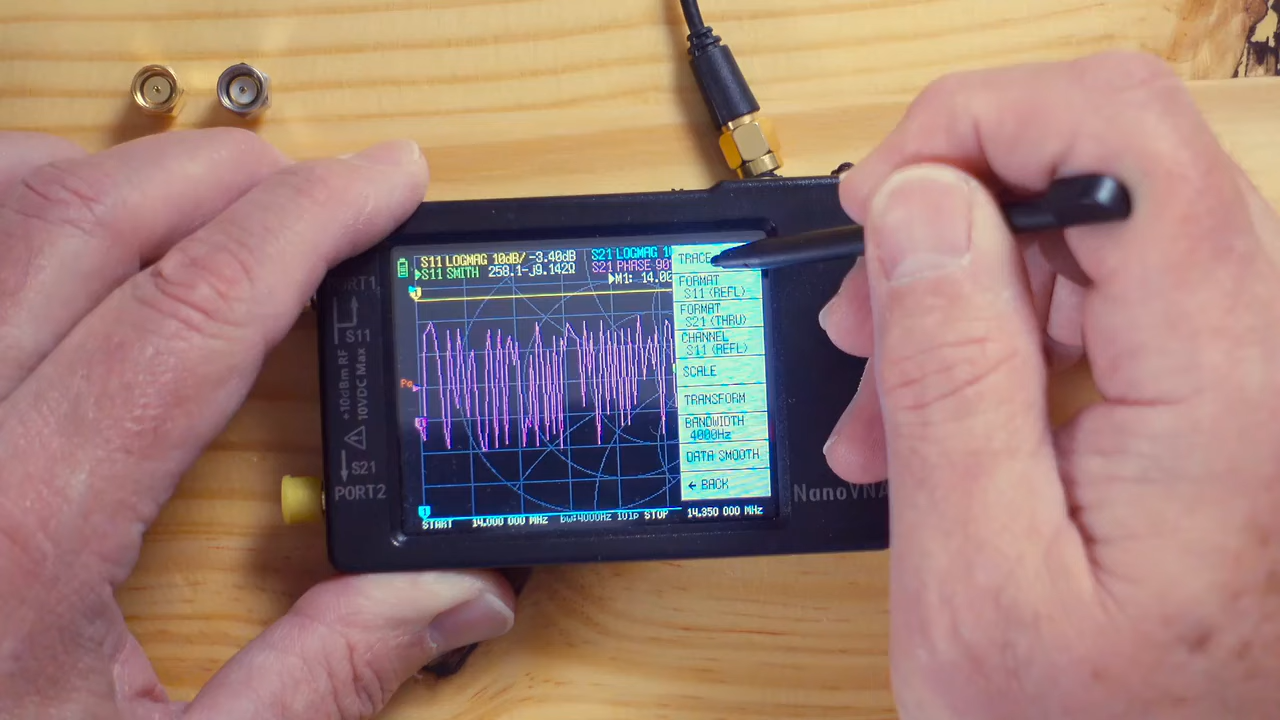 S11 LOGMAG 10dB/ -3.40dB
S11 SMITH 258.1-j9.142Ω
S21 LOGMAG
S21 PHASE
M1: 14.00
TRACE
FORMAT
S11 (REFL)
FORMAT
S21 (THRU)
CHANNEL
S11 (REFL)
SCALE
TRANSFORM
BANDWIDTH
4000Hz
DATA SMOOTH
← BACK
START 14.000 000 MHz bw:4000Hz 101p STOP 14.350 000 MHz
S11
+10dBm RF
10VDC Max
S21
PORT2
NanoVNA